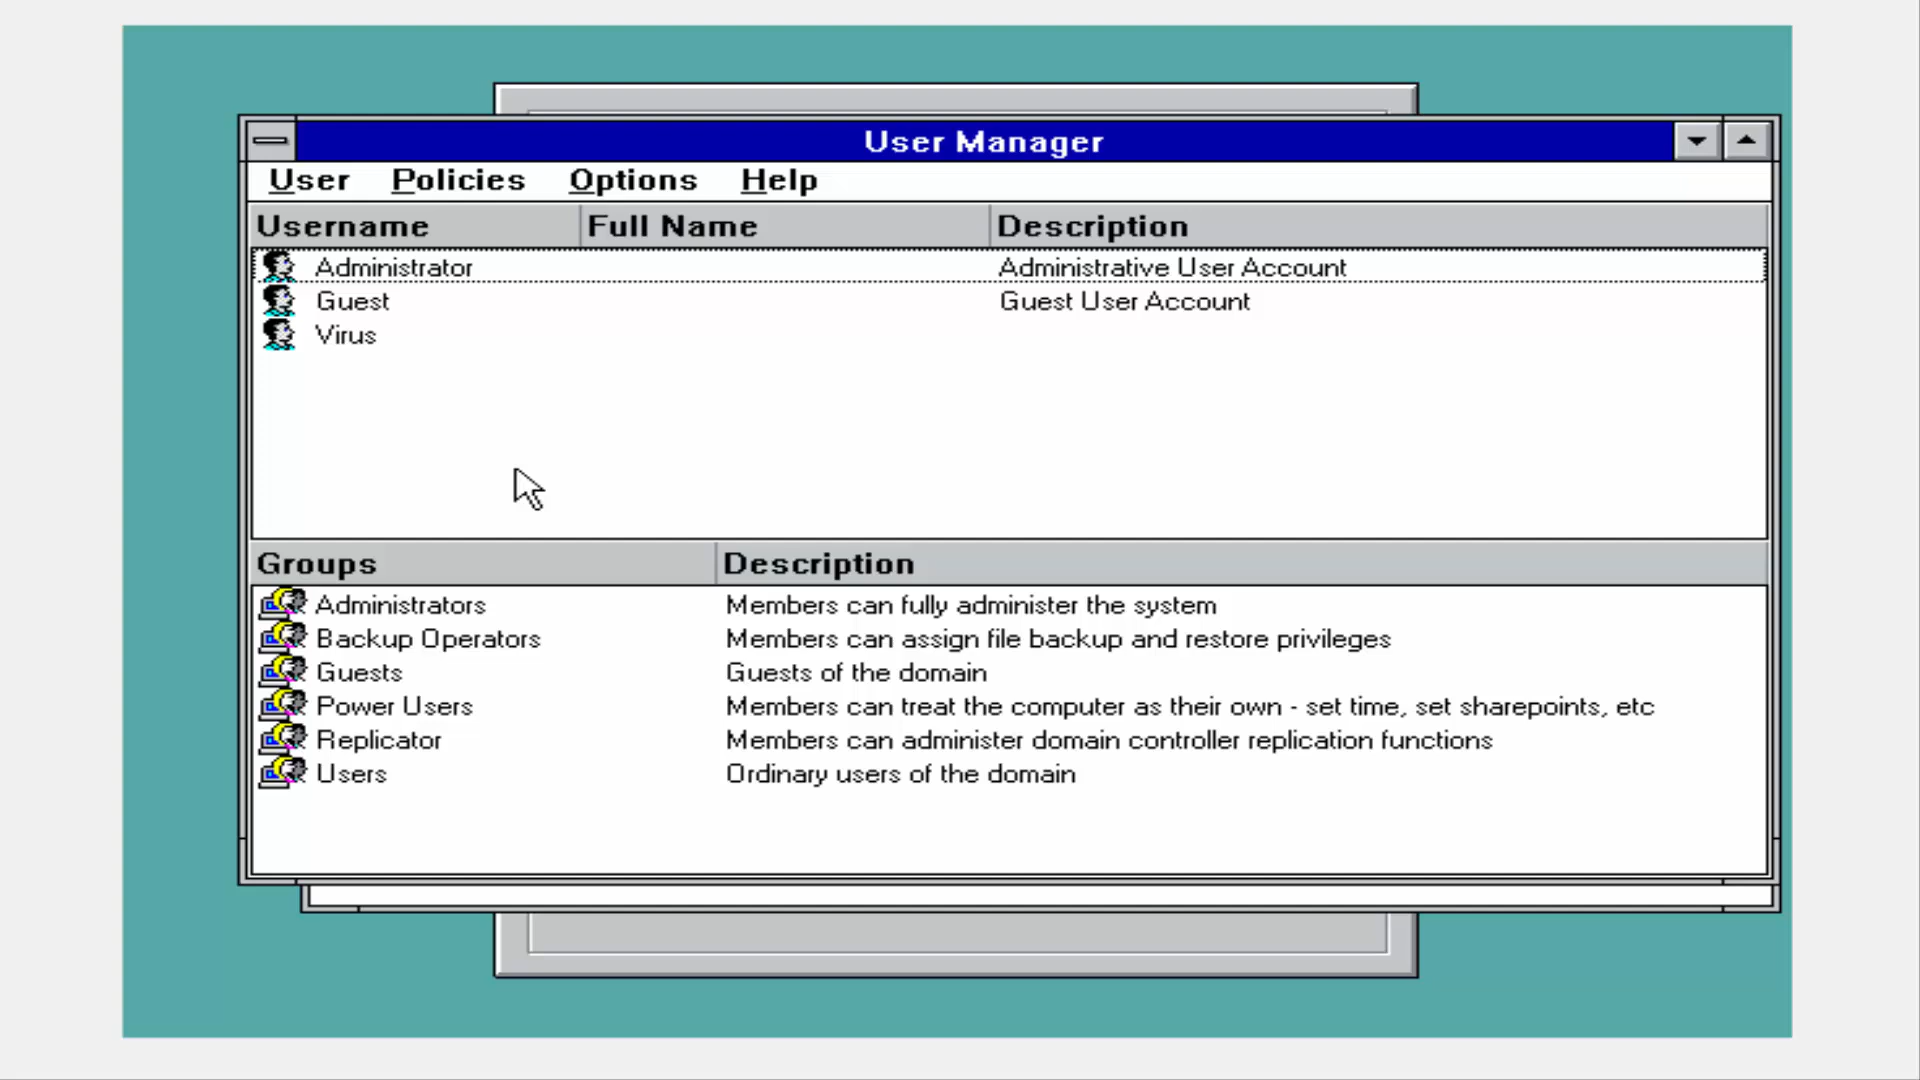 User Manager
User Policies Options Help
Username Full Name Description
Administrator Administrative User Account
Guest Guest User Account
Virus
Groups Description
Administrators Members can fully administer the system
Backup Operators Members can assign file backup and restore privileges
Guests Guests of the domain
Power Users Members can treat the computer as their own - set time, set sharepoints, etc
Replicator Members can administer domain controller replication functions
Users Ordinary users of the domain